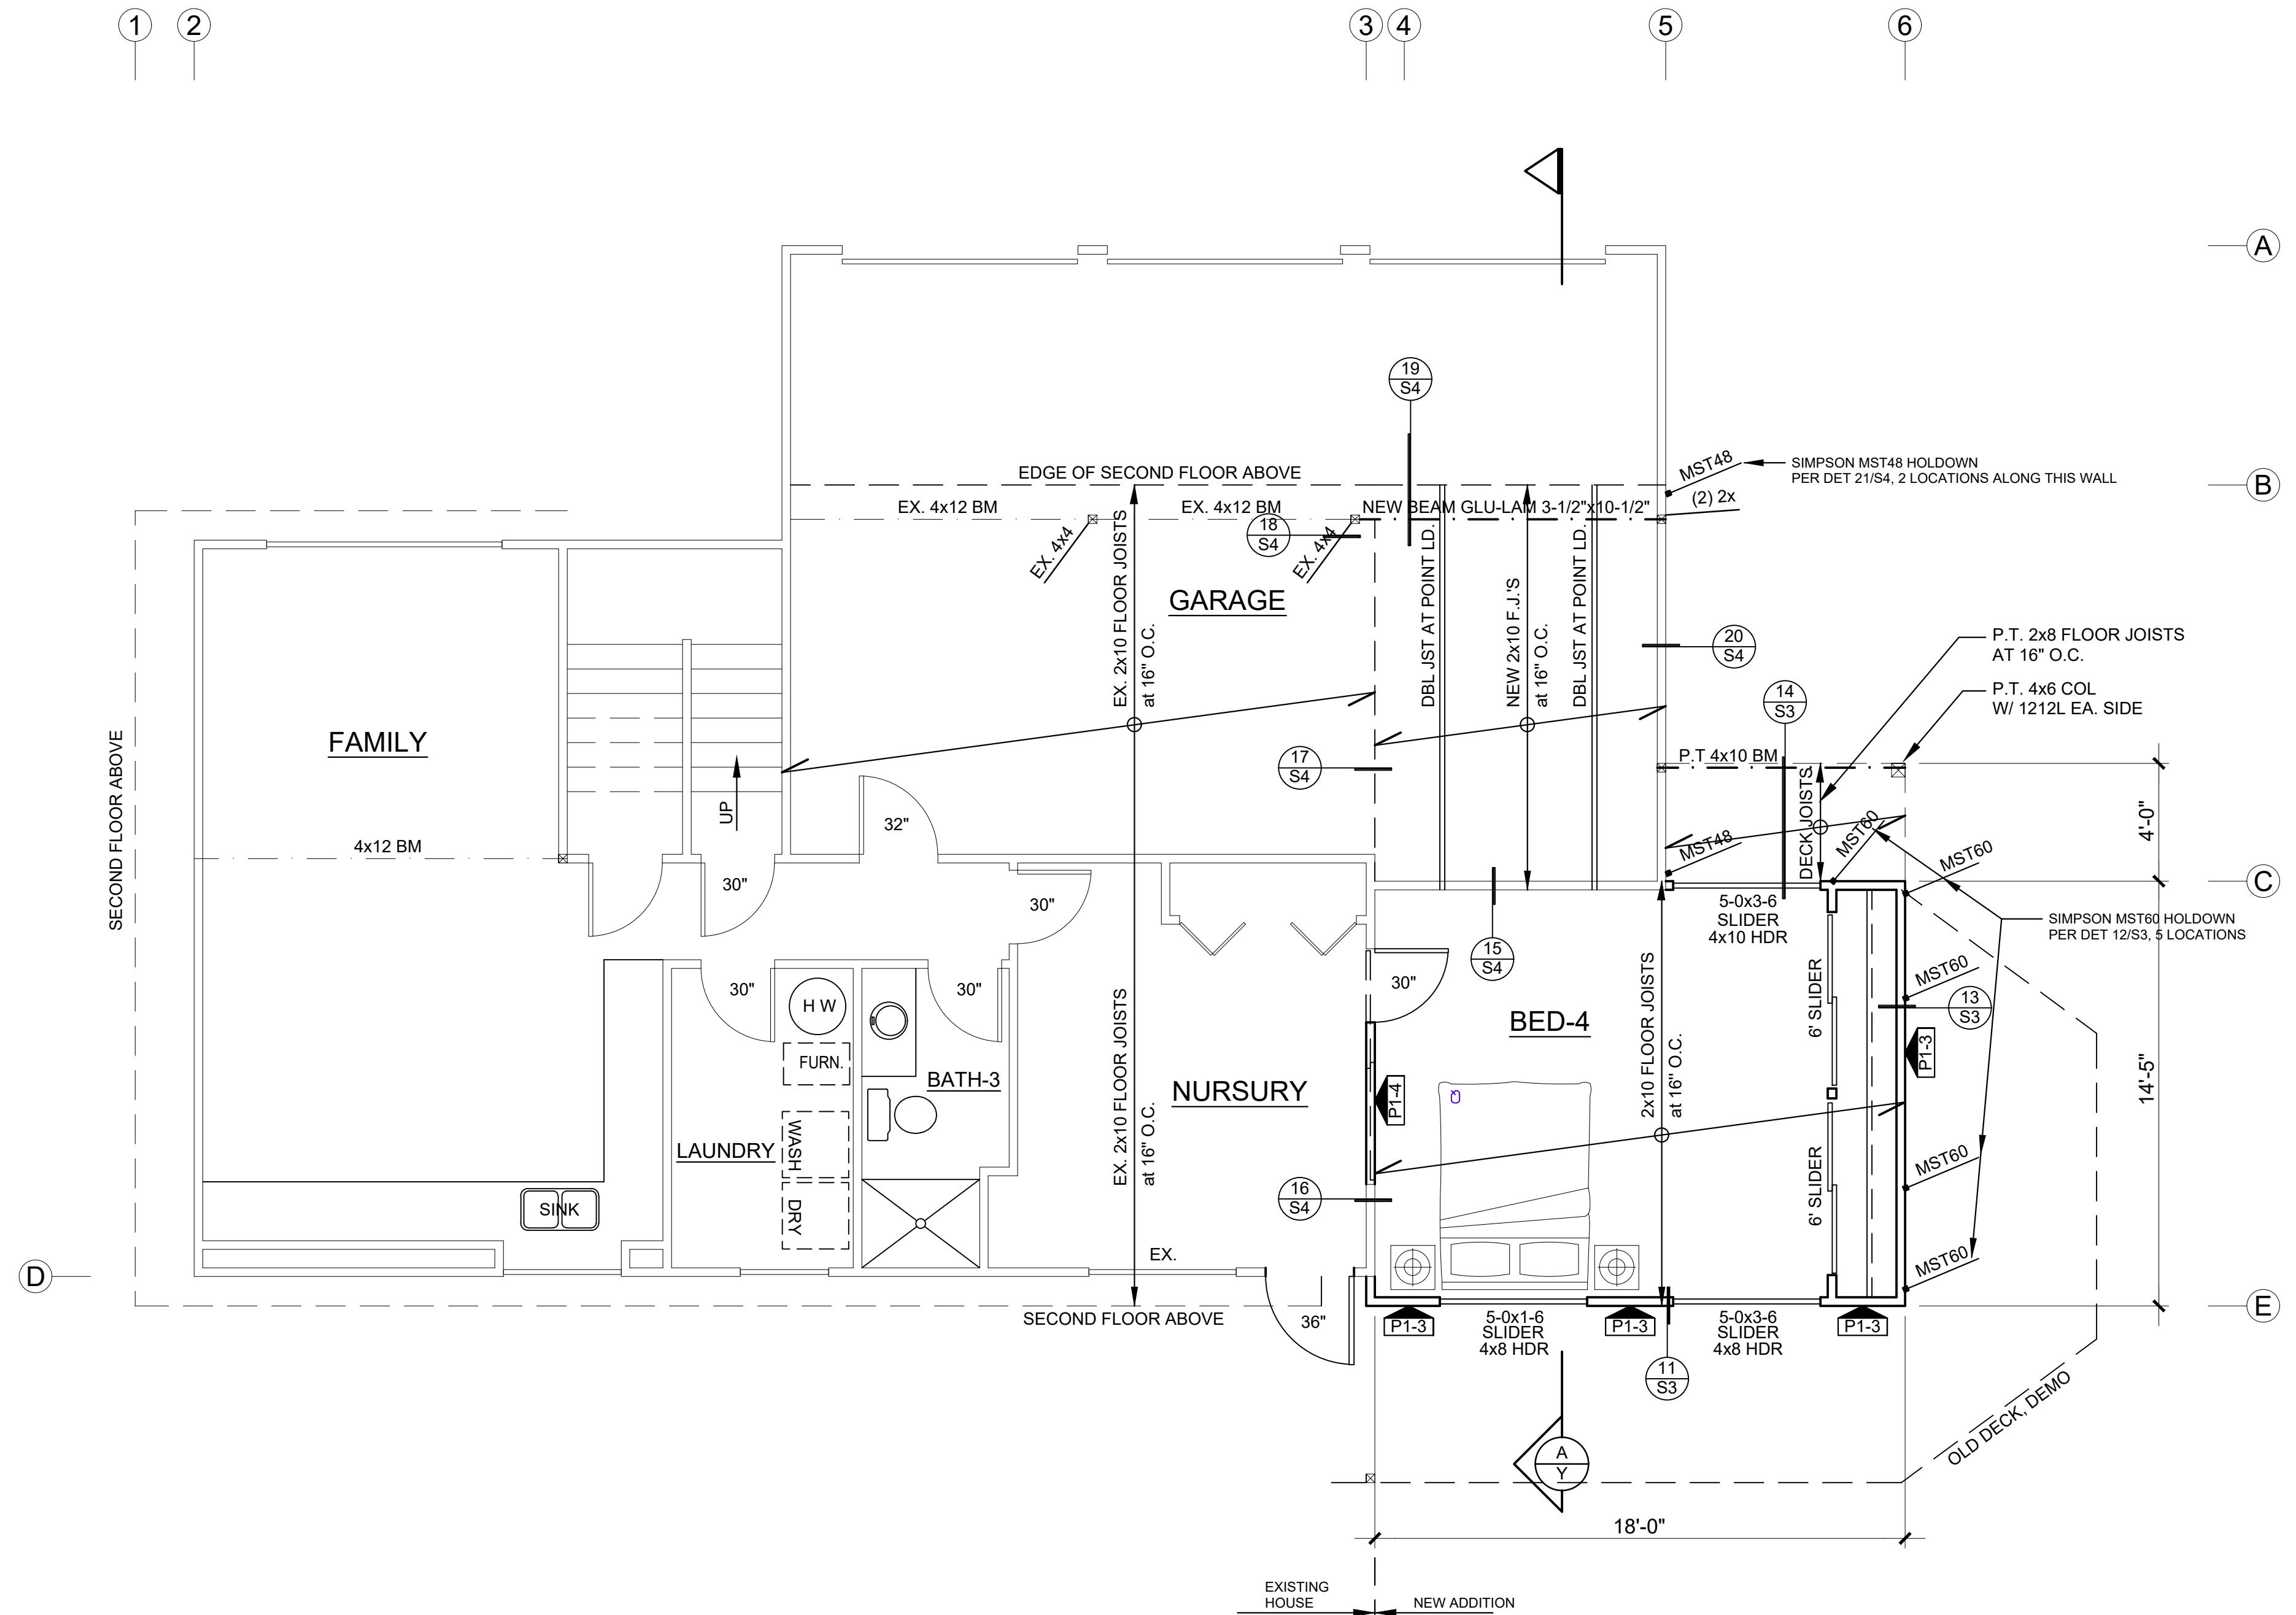 1
2
3
4
5
6
A
19
S4
MST48
SIMPSON MST48 HOLDOWN
PER DET 21/S4, 2 LOCATIONS ALONG THIS WALL
EDGE OF SECOND FLOOR ABOVE
B
(2) 2x
EX. 4x12 BM
EX. 4x12 BM
NEW BEAM GLU-LAM 3-1/2"x10-1/2"
18
S4
EX. 4x4
EX. 4x4
EX. 2x10 FLOOR JOISTS
at 16" O.C.
DBL JST AT POINT LD.
NEW 2x10 F.J.'S
at 16" O.C.
DBL JST AT POINT LD.
GARAGE
20
S4
P.T. 2x8 FLOOR JOISTS
AT 16" O.C.
P.T. 4x6 COL
W/ 1212L EA. SIDE
14
S3
FAMILY
SECOND FLOOR ABOVE
17
S4
P.T 4x10 BM
DECK JOISTS
UP
32"
4'-0"
4x12 BM
MST48
MST60
MST60
30"
30"
C
5-0x3-6
SLIDER
4x10 HDR
SIMPSON MST60 HOLDOWN
PER DET 12/S3, 5 LOCATIONS
15
S4
30"
30"
30"
H W
FURN.
MST60
13
S3
6' SLIDER
BED-4
2x10 FLOOR JOISTS
at 16" O.C.
EX. 2x10 FLOOR JOISTS
at 16" O.C.
BATH-3
NURSURY
P1-4
P1-3
14'-5"
LAUNDRY
WASH
DRY
MST60
6' SLIDER
16
S4
SINK
EX.
MST60
D
E
SECOND FLOOR ABOVE
36"
P1-3
5-0x1-6
SLIDER
4x8 HDR
P1-3
5-0x3-6
SLIDER
4x8 HDR
P1-3
11
S3
OLD DECK, DEMO
A
Y
18'-0"
EXISTING
HOUSE
NEW ADDITION